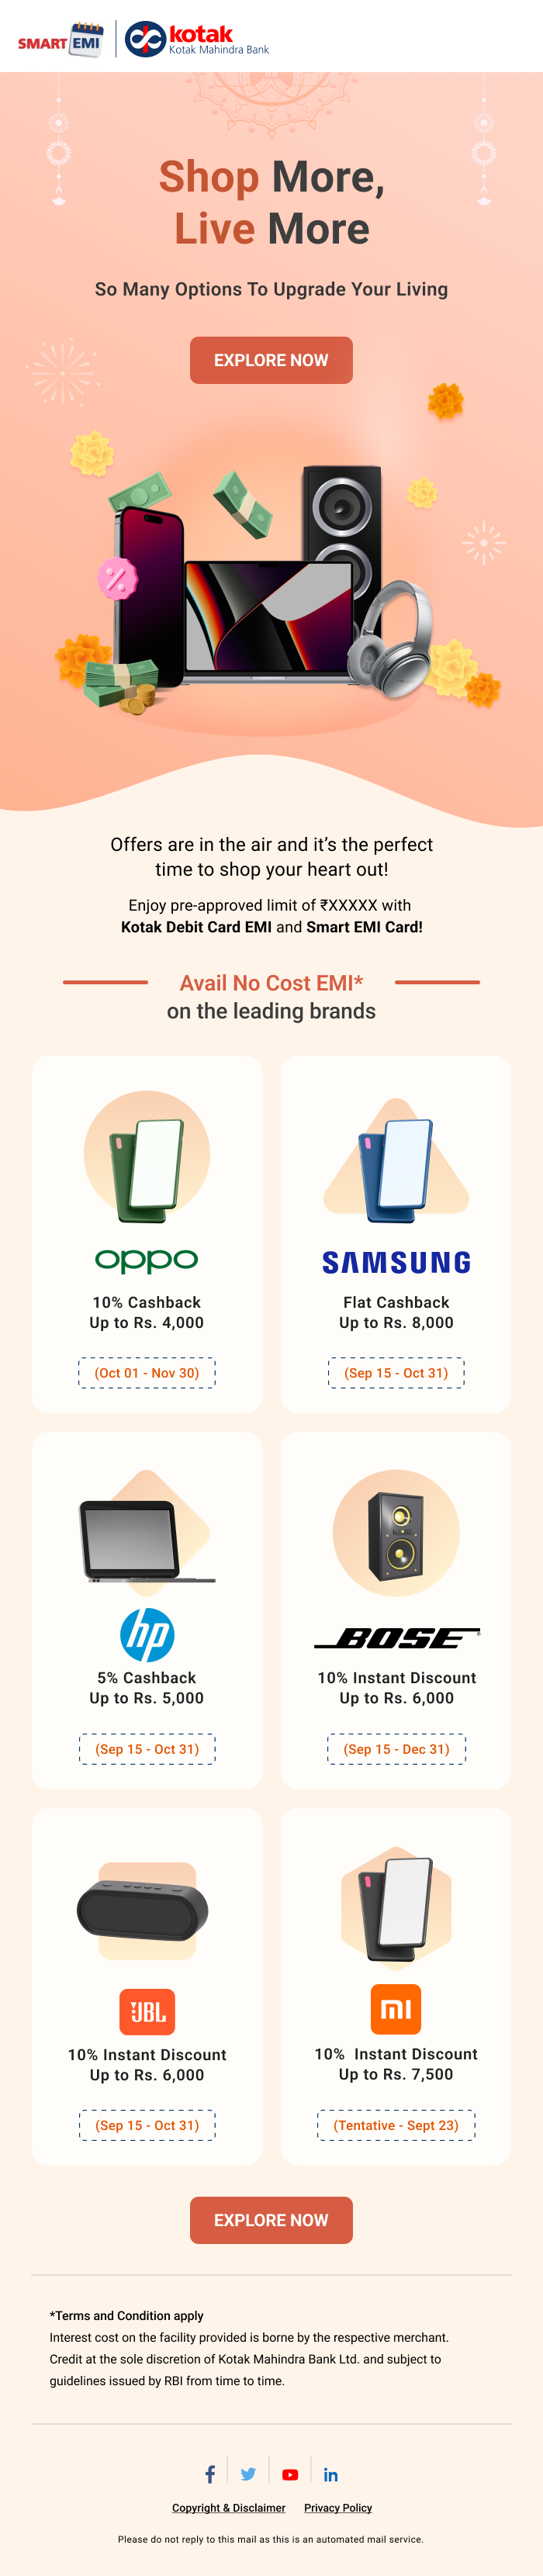 SMART EMI
kotak
Kotak Mahindra Bank
Shop More,
Live More
So Many Options To Upgrade Your Living
EXPLORE NOW
Offers are in the air and it’s the perfect
time to shop your heart out!
Enjoy pre-approved limit of ₹XXXXX with
Kotak Debit Card EMI and Smart EMI Card!
Avail No Cost EMI*
on the leading brands
oppo
10% Cashback
Up to Rs. 4,000
(Oct 01 - Nov 30)
SAMSUNG
Flat Cashback
Up to Rs. 8,000
(Sep 15 - Oct 31)
hp
5% Cashback
Up to Rs. 5,000
(Sep 15 - Oct 31)
BOSE®
10% Instant Discount
Up to Rs. 6,000
(Sep 15 - Dec 31)
JBL
10% Instant Discount
Up to Rs. 6,000
(Sep 15 - Oct 31)
mi
10% Instant Discount
Up to Rs. 7,500
(Tentative - Sept 23)
EXPLORE NOW
*Terms and Condition apply
Interest cost on the facility provided is borne by the respective merchant.
Credit at the sole discretion of Kotak Mahindra Bank Ltd. and subject to
guidelines issued by RBI from time to time.
Copyright & Disclaimer Privacy Policy
Please do not reply to this mail as this is an automated mail service.